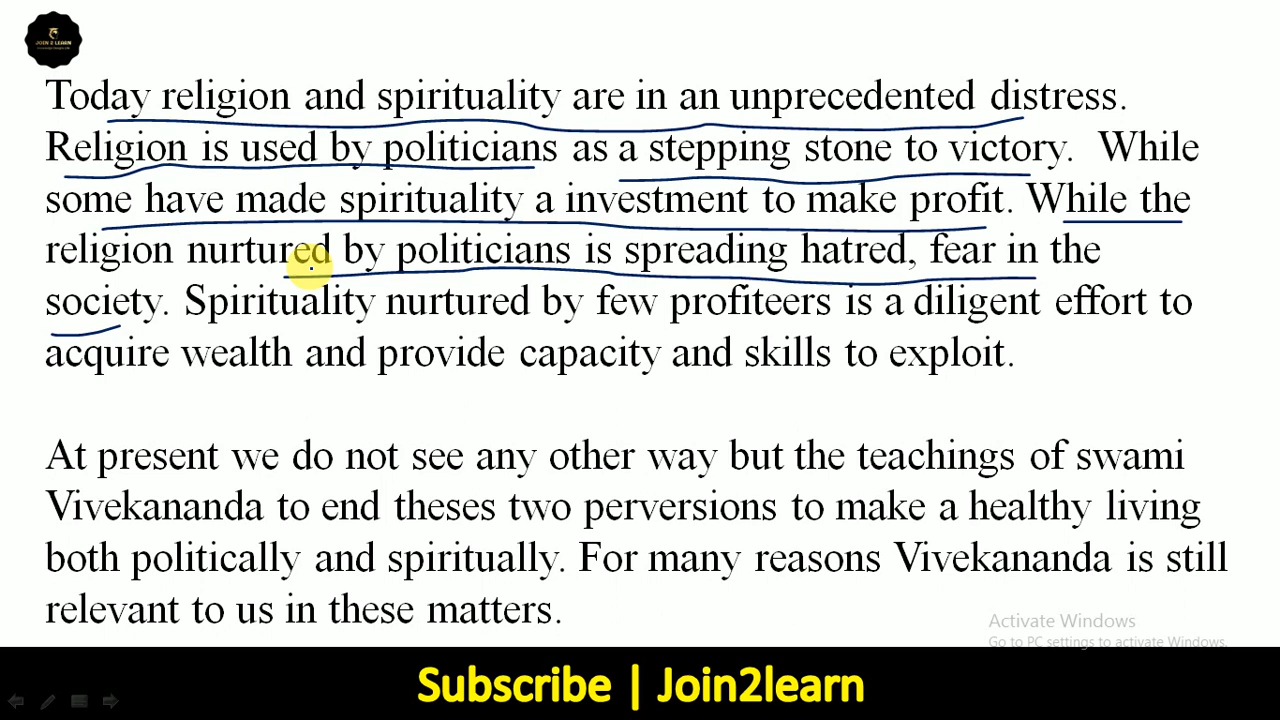 JOIN 2 LEARN
Today religion and spirituality are in an unprecedented distress.
Religion is used by politicians as a stepping stone to victory. While
some have made spirituality a investment to make profit. While the
religion nurtured by politicians is spreading hatred, fear in the
society. Spirituality nurtured by few profiteers is a diligent effort to
acquire wealth and provide capacity and skills to exploit.
At present we do not see any other way but the teachings of swami
Vivekananda to end theses two perversions to make a healthy living
both politically and spiritually. For many reasons Vivekananda is still
relevant to us in these matters.
Activate Windows
Go to PC settings to activate Windows.
Subscribe | Join2learn